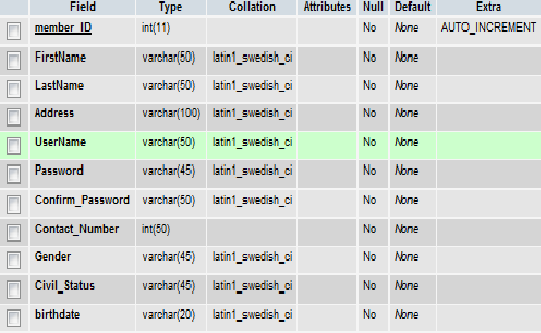 Field Type Collation Attributes Null Default Extra
member_ID int(11) No None AUTO_INCREMENT
FirstName varchar(50) latin1_swedish_ci No None
LastName varchar(50) latin1_swedish_ci No None
Address varchar(100) latin1_swedish_ci No None
UserName varchar(50) latin1_swedish_ci No None
Password varchar(45) latin1_swedish_ci No None
Confirm_Password varchar(50) latin1_swedish_ci No None
Contact_Number int(50) No None
Gender varchar(45) latin1_swedish_ci No None
Civil_Status varchar(45) latin1_swedish_ci No None
birthdate varchar(20) latin1_swedish_ci No None